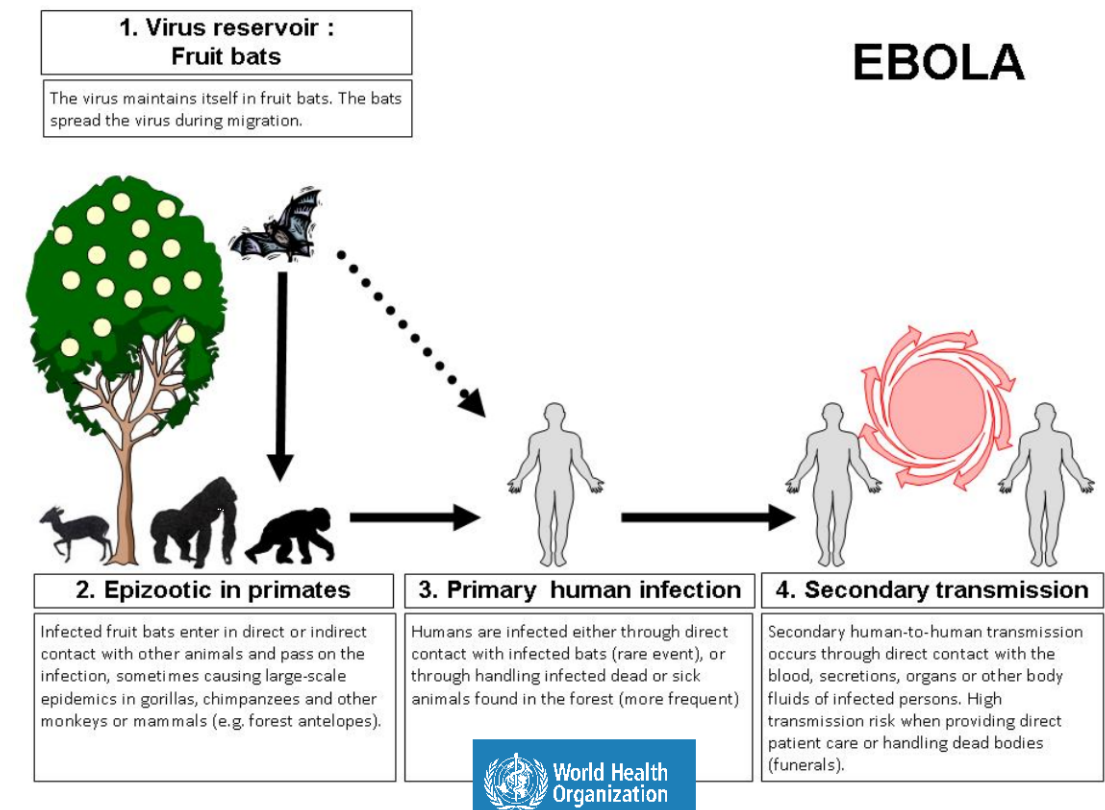 1. Virus reservoir :
Fruit bats
EBOLA
The virus maintains itself in fruit bats. The bats
spread the virus during migration.
2. Epizootic in primates
Infected fruit bats enter in direct or indirect
contact with other animals and pass on the
infection, sometimes causing large-scale
epidemics in gorillas, chimpanzees and other
monkeys or mammals (e.g. forest antelopes).
3. Primary human infection
Humans are infected either through direct
contact with infected bats (rare event), or
through handling infected dead or sick
animals found in the forest (more frequent)
4. Secondary transmission
Secondary human-to-human transmission
occurs through direct contact with the
blood, secretions, organs or other body
fluids of infected persons. High
transmission risk when providing direct
patient care or handling dead bodies
(funerals).
World Health
Organization